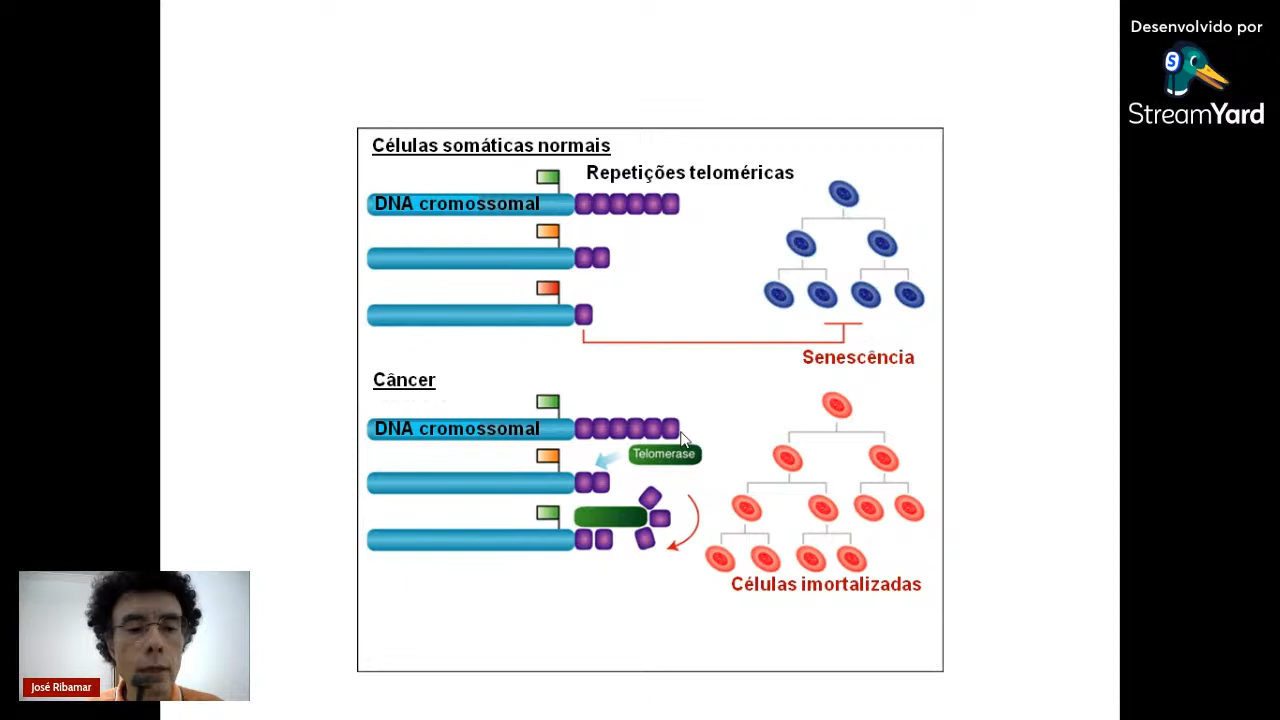 Desenvolvido por
S
StreamYard
Células somáticas normais
Repetições teloméricas
DNA cromossomal
Senescência
Câncer
DNA cromossomal
Telomerase
Células imortalizadas
José Ribamar